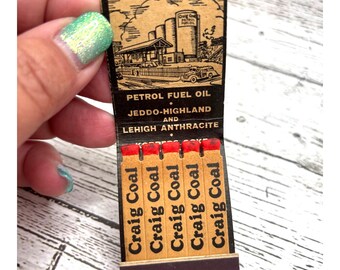 PETROL FUEL OIL
JEDDO-HIGHLAND
AND
LEHIGH ANTHRACITE
Craig Coal
Craig Coal
Craig Coal
Craig Coal
Craig Coal